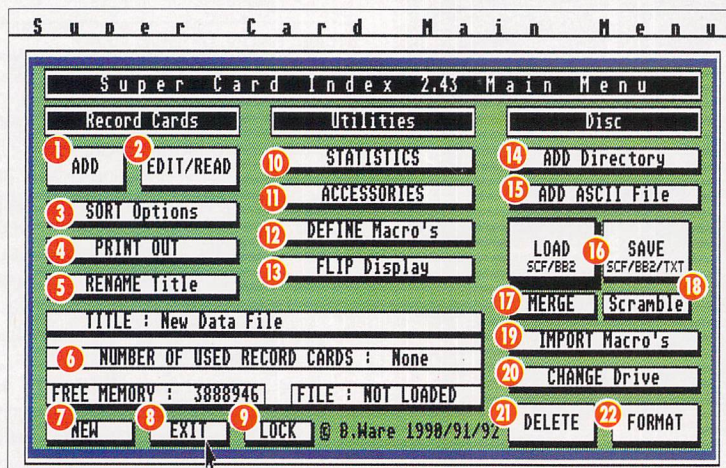 Super Card Main Menu
Super Card Index 2.43 Main Menu
Record Cards
Utilities
Disc
1 ADD
2 EDIT/READ
3 SORT Options
4 PRINT OUT
5 RENAME Title
10 STATISTICS
11 ACCESSORIES
12 DEFINE Macro's
13 FLIP Display
14 ADD Directory
15 ADD ASCII File
LOAD
SCF/BB2
16 SAVE
SCF/BB2/TXT
17 MERGE
18 Scramble
19 IMPORT Macro's
20 CHANGE Drive
TITLE : New Data File
6 NUMBER OF USED RECORD CARDS : None
FREE MEMORY : 3888946
FILE : NOT LOADED
7 NEW
8 EXIT
9 LOCK
© B.Ware 1990/91/92
21 DELETE
22 FORMAT